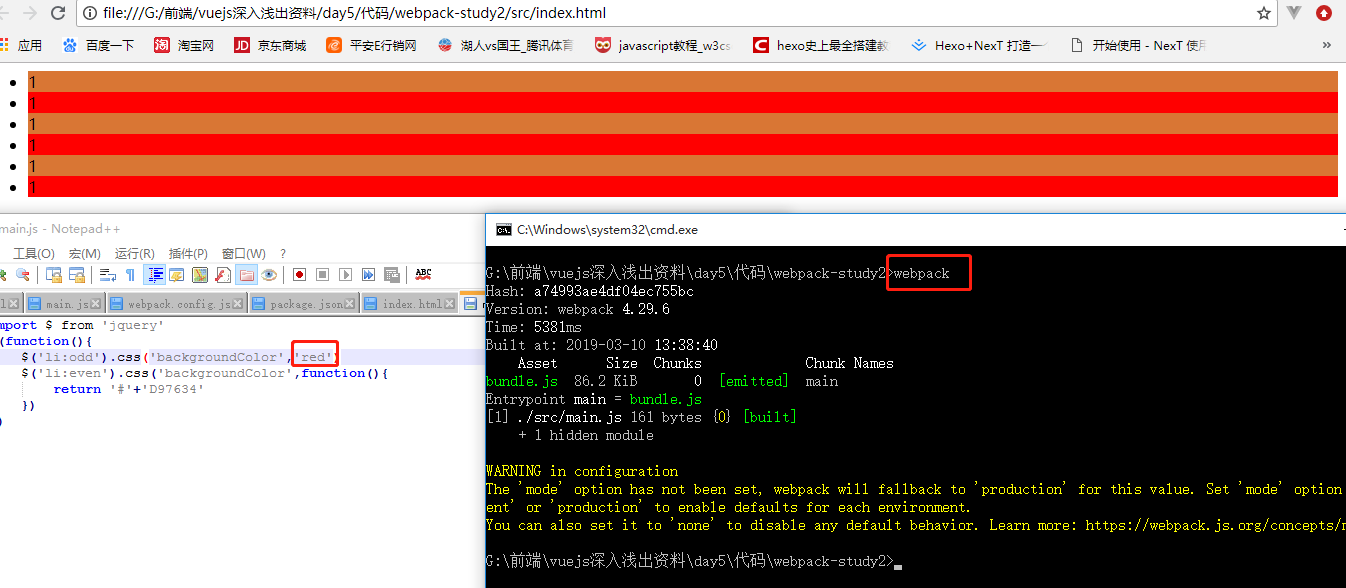 file:///G:/前端/vuejs深入浅出资料/day5/代码/webpack-study2/src/index.html
应用 百度一下 淘宝网 JD 京东商城 平安E行销网 湖人vs国王_腾讯体育 javascript教程_w3cs C hexo史上最全搭建教 Hexo+NexT 打造一 开始使用 - NexT 使用 »
1
1
1
1
1
1
main.js - Notepad++
工具(O) 宏(M) 运行(R) 插件(P) 窗口(W) ?
ABC
main.js webpack.config.js package.json index.html
mport $ from 'jquery'
(function(){
$('li:odd').css('backgroundColor','red')
$('li:even').css('backgroundColor',function(){
return '#'+'D97634'
})
)
C:\Windows\system32\cmd.exe
G:\前端\vuejs深入浅出资料\day5\代码\webpack-study2>webpack
Hash: a74993ae4df04ec755bc
Version: webpack 4.29.6
Time: 5381ms
Built at: 2019-03-10 13:38:40
Asset Size Chunks Chunk Names
bundle.js 86.2 KiB 0 [emitted] main
Entrypoint main = bundle.js
[1] ./src/main.js 161 bytes {0} [built]
+ 1 hidden module
WARNING in configuration
The 'mode' option has not been set, webpack will fallback to 'production' for this value. Set 'mode' option
ent' or 'production' to enable defaults for each environment.
You can also set it to 'none' to disable any default behavior. Learn more: https://webpack.js.org/concepts/
G:\前端\vuejs深入浅出资料\day5\代码\webpack-study2>